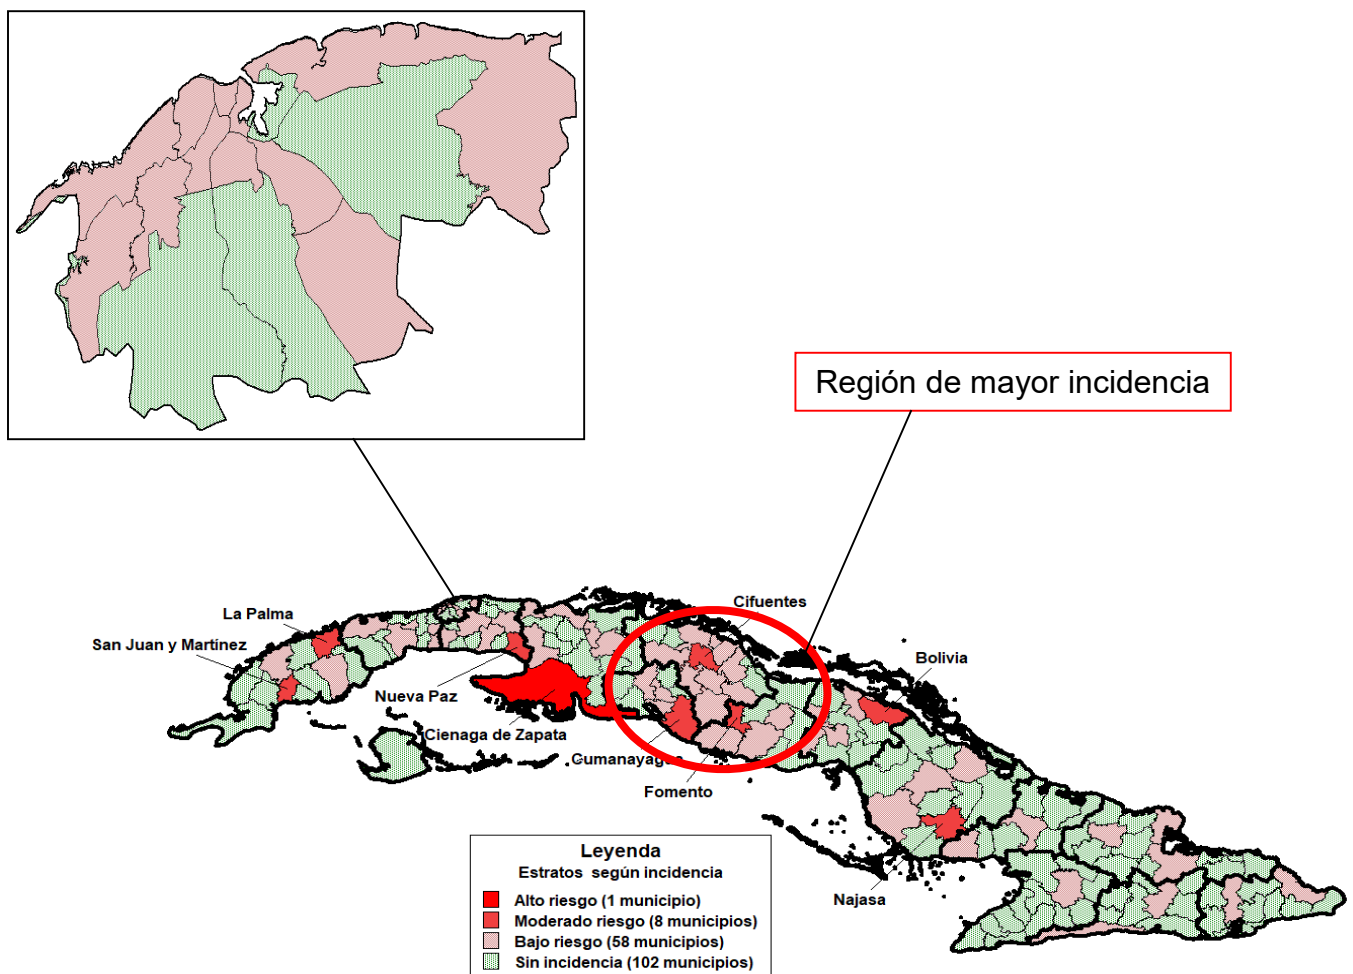 Región de mayor incidencia
Cifuentes
La Palma
San Juan y Martínez
Bolivia
Nueva Paz
Cienaga de Zapata
Cumanayagua
Fomento
Najasa
Leyenda
Estratos según incidencia
Alto riesgo (1 municipio)
Moderado riesgo (8 municipios)
Bajo riesgo (58 municipios)
Sin incidencia (102 municipios)